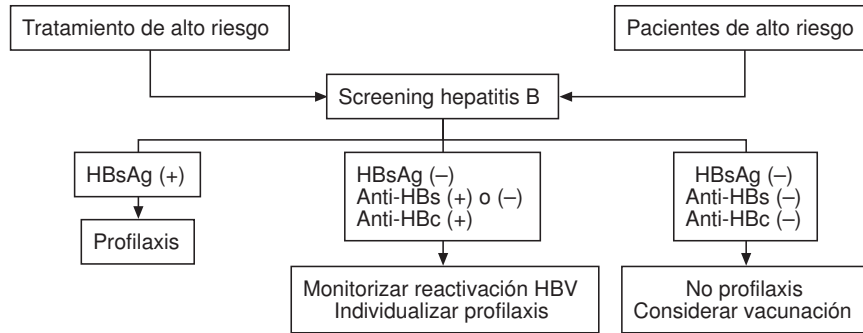 Tratamiento de alto riesgo
Pacientes de alto riesgo
Screening hepatitis B
HBsAg (+)
HBsAg (–)
Anti-HBs (+) o (–)
Anti-HBc (+)
HBsAg (–)
Anti-HBs (–)
Anti-HBc (–)
Profilaxis
Monitorizar reactivación HBV
Individualizar profilaxis
No profilaxis
Considerar vacunación